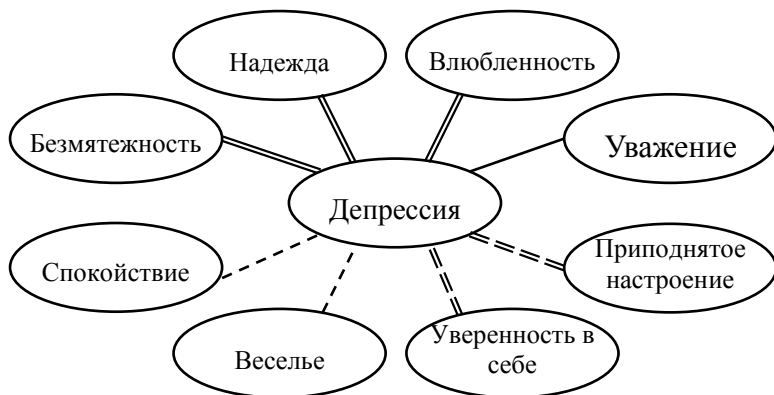 Надежда
Влюбленность
Безмятежность
Уважение
Депрессия
Спокойствие
Приподнятое
настроение
Веселье
Уверенность в
себе